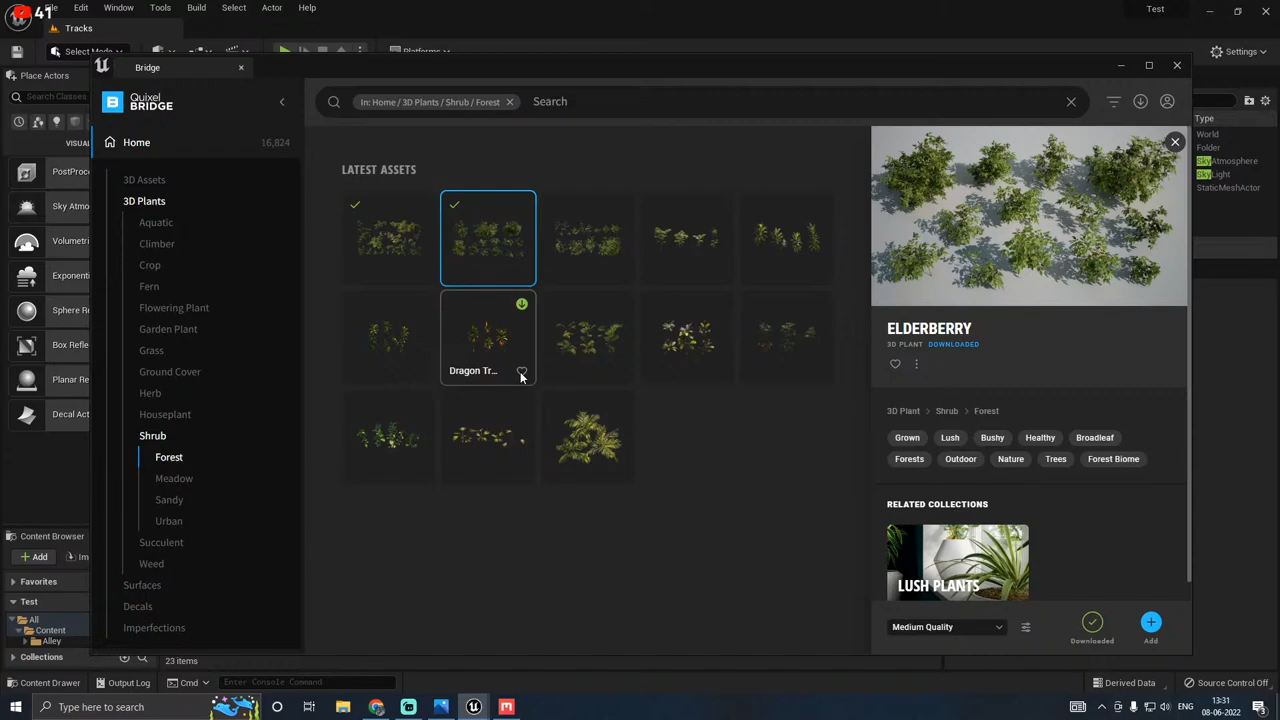 41
File Edit Window Tools Build Select Actor Help
Test
Tracks
Select Mode
Platforms
Settings
Bridge
Place Actors
Search Classes
Quixel
BRIDGE
In: Home / 3D Plants / Shrub / Forest
Search
Type
VISUAL
Home
16,824
World
Folder
SkyAtmosphere
SkyLight
StaticMeshActor
LATEST ASSETS
3D Assets
3D Plants
Aquatic
Climber
Crop
Fern
Flowering Plant
Garden Plant
Grass
Ground Cover
Herb
Houseplant
Shrub
Forest
Meadow
Sandy
Urban
Succulent
Weed
Surfaces
Decals
Imperfections
PostProce
Sky Atmo
Volumetri
Exponenti
Sphere Re
Box Refle
Planar Re
Decal Act
Dragon Tr...
ELDERBERRY
3D PLANT DOWNLOADED
3D Plant > Shrub > Forest
Grown Lush Bushy Healthy Broadleaf
Forests Outdoor Nature Trees Forest Biome
RELATED COLLECTIONS
LUSH PLANTS
Medium Quality
Downloaded
Add
Content Browser
Add
Im
Favorites
Test
All
Content
Alley
Collections
23 items
Content Drawer
Output Log
Cmd
Enter Console Command
Derived Data
Source Control Off
Type here to search
ENG
13:31
08-06-2022
3